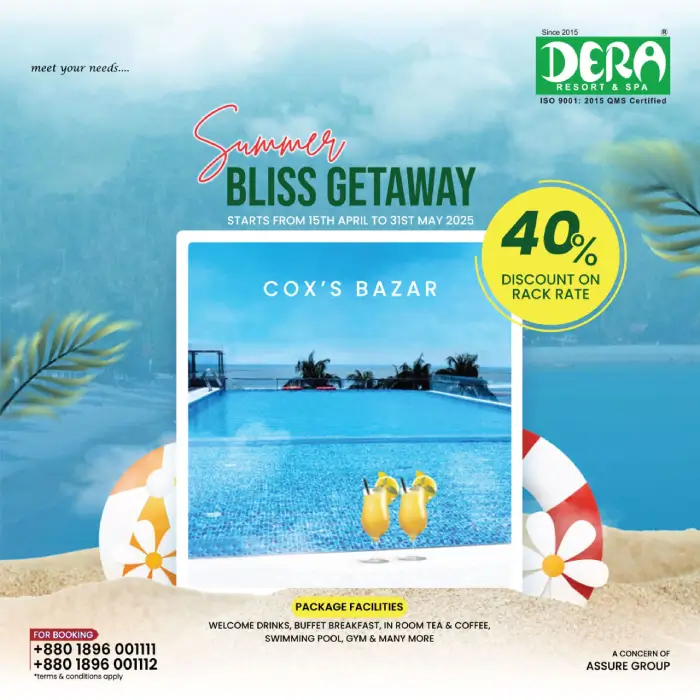 meet your needs....
Since 2015
®
DERA
RESORT & SPA
ISO 9001: 2015 QMS Certified
Summer
BLISS GETAWAY
STARTS FROM 15TH APRIL TO 31ST MAY 2025
40%
DISCOUNT ON
RACK RATE
COX'S BAZAR
PACKAGE FACILITIES
WELCOME DRINKS, BUFFET BREAKFAST, IN ROOM TEA & COFFEE,
SWIMMING POOL, GYM & MANY MORE
FOR BOOKING
+880 1896 001111
+880 1896 001112
*terms & conditions apply
A CONCERN OF
ASSURE GROUP